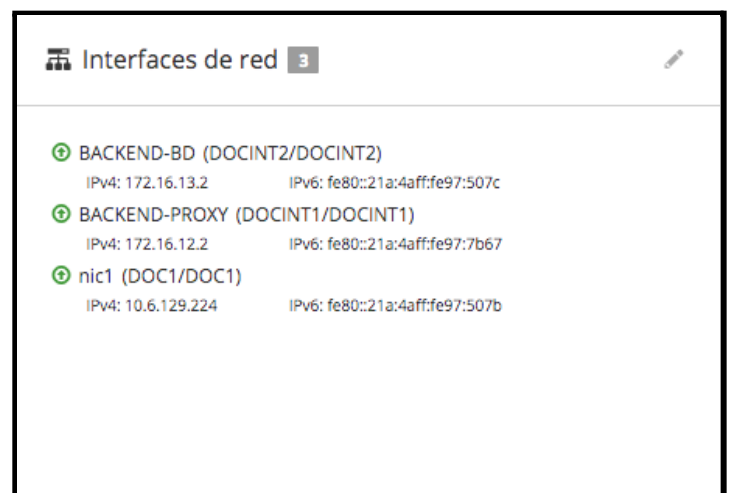 Interfaces de red 3
BACKEND-BD (DOCINT2/DOCINT2)
IPv4: 172.16.13.2 IPv6: fe80::21a:4aff:fe97:507c
BACKEND-PROXY (DOCINT1/DOCINT1)
IPv4: 172.16.12.2 IPv6: fe80::21a:4aff:fe97:7b67
nic1 (DOC1/DOC1)
IPv4: 10.6.129.224 IPv6: fe80::21a:4aff:fe97:507b